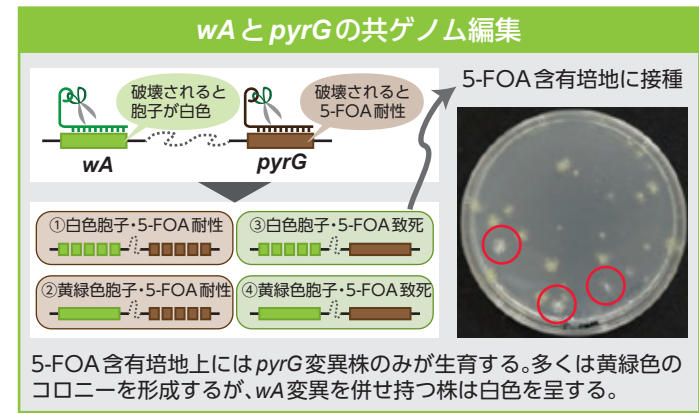 wAとpyrGの共ゲノム編集
破壊されると
胞子が白色
破壊されると
5-FOA耐性
wA
pyrG
5-FOA含有培地に接種
①白色胞子・5-FOA耐性
③白色胞子・5-FOA致死
②黄緑色胞子・5-FOA耐性
④黄緑色胞子・5-FOA致死
5-FOA含有培地上にはpyrG変異株のみが生育する。多くは黄緑色の
コロニーを形成するが、wA変異を併せ持つ株は白色を呈する。